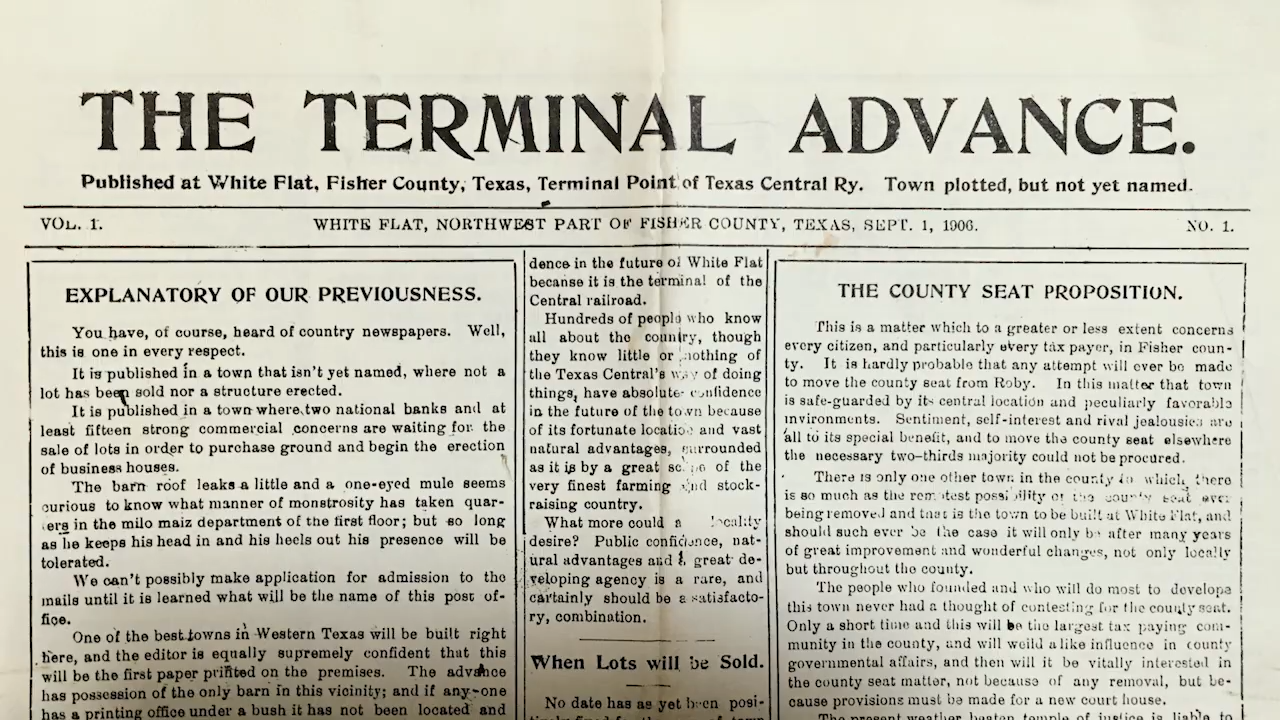 THE TERMINAL ADVANCE.
Published at White Flat, Fisher County, Texas, Terminal Point of Texas Central Ry. Town plotted, but not yet named.
VOL. 1. WHITE FLAT, NORTHWEST PART OF FISHER COUNTY, TEXAS, SEPT. 1, 1906. NO. 1.
EXPLANATORY OF OUR PREVIOUSNESS.
You have, of course, heard of country newspapers. Well,
this is one in every respect.
It is published in a town that isn't yet named, where not a
lot has been sold nor a structure erected.
It is published in a town where two national banks and at
least fifteen strong commercial concerns are waiting for the
sale of lots in order to purchase ground and begin the erection
of business houses.
The barn roof leaks a little and a one-eyed mule seems
curious to know what manner of monstrosity has taken quar-
ters in the milo maiz department of the first floor; but so long
as he keeps his head in and his heels out his presence will be
tolerated.
We can't possibly make application for admission to the
mails until it is learned what will be the name of this post of-
fice.
One of the best towns in Western Texas will be built right
here, and the editor is equally supremely confident that this
will be the first paper printed on the premises. The advance
has possession of the only barn in this vicinity; and if any one
has a printing office under a bush it has not been located and
dence in the future of White Flat
becanse it is the terminal of the
Central railroad.
Hundreds of people who know
all about the country, though
they know little or nothing of
the Texas Central's way of doing
things, have absolute confidence
in the future of the town because
of its fortunate location and vast
natural advantages, surrounded
as it is by a great scope of the
very finest farming and stock-
raising country.
What more could a locality
desire? Public confidence, nat-
ural advantages and a great de-
veloping agency is a rare, and
cartainly should be a satisfacto-
ry, combination.
When Lots will be Sold.
No date has as yet been posi-
THE COUNTY SEAT PROPOSITION.
This is a matter which to a greater or less extent concerns
every citizen, and particularly every tax payer, in Fisher coun-
ty. It is hardly probable that any attempt will ever be made
to move the county seat from Roby. In this matter that town
is safe-guarded by its central location and peculiarly favorable
invironments. Sentiment, self-interest and rival jealousies are
all to its special benefit, and to move the county seat elsewhere
the necessary two-thirds majority could not be procured.
There is only one other town in the county to which there
is so much as the remotest possibility of the county seat ever
being removed and that is the town to be built at White Flat, and
should such ever be the case it will only be after many years
of great improvement and wonderful changes, not only locally
but throughout the county.
The people who founded and who will do most to develope
this town never had a thought of contesting for the county seat.
Only a short time and this will be the largest tax paying com-
munity in the county, and will weild a like influence in county
governmental affairs, and then will it be vitally interested in
the county seat matter, not because of any removal, but be-
cause provisions must be made for a new court house.
The present weather beaten temple of justice is liable to